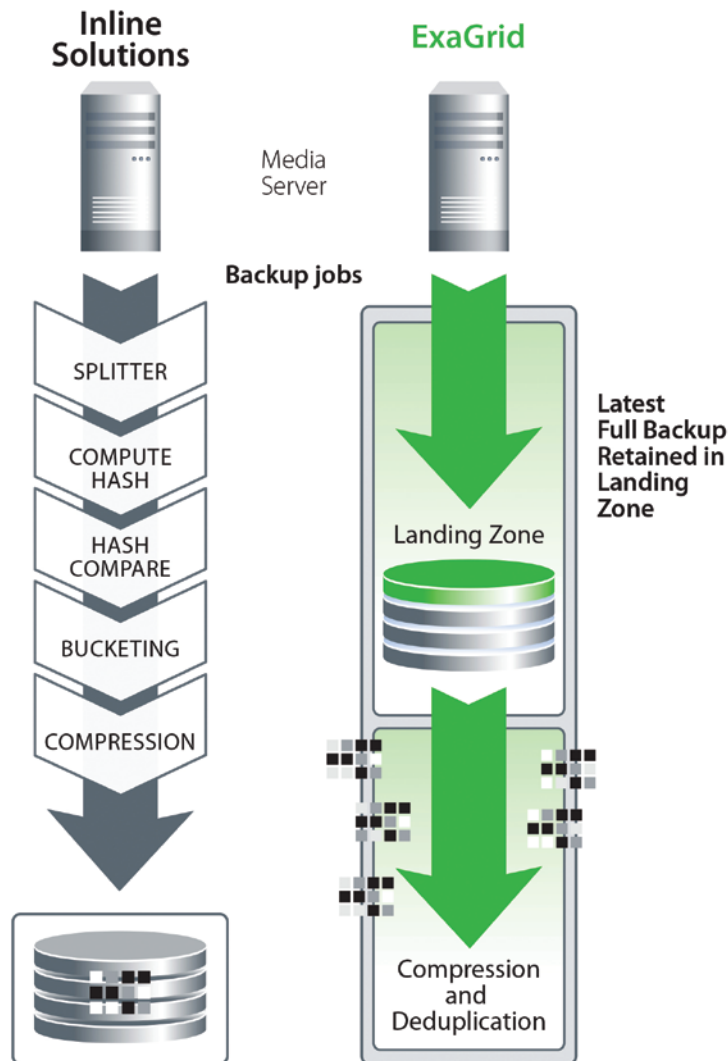 Inline
Solutions
ExaGrid
Media
Server
Backup jobs
SPLITTER
COMPUTE
HASH
HASH
COMPARE
BUCKETING
COMPRESSION
Landing Zone
Latest
Full Backup
Retained in
Landing
Zone
Compression
and
Deduplication